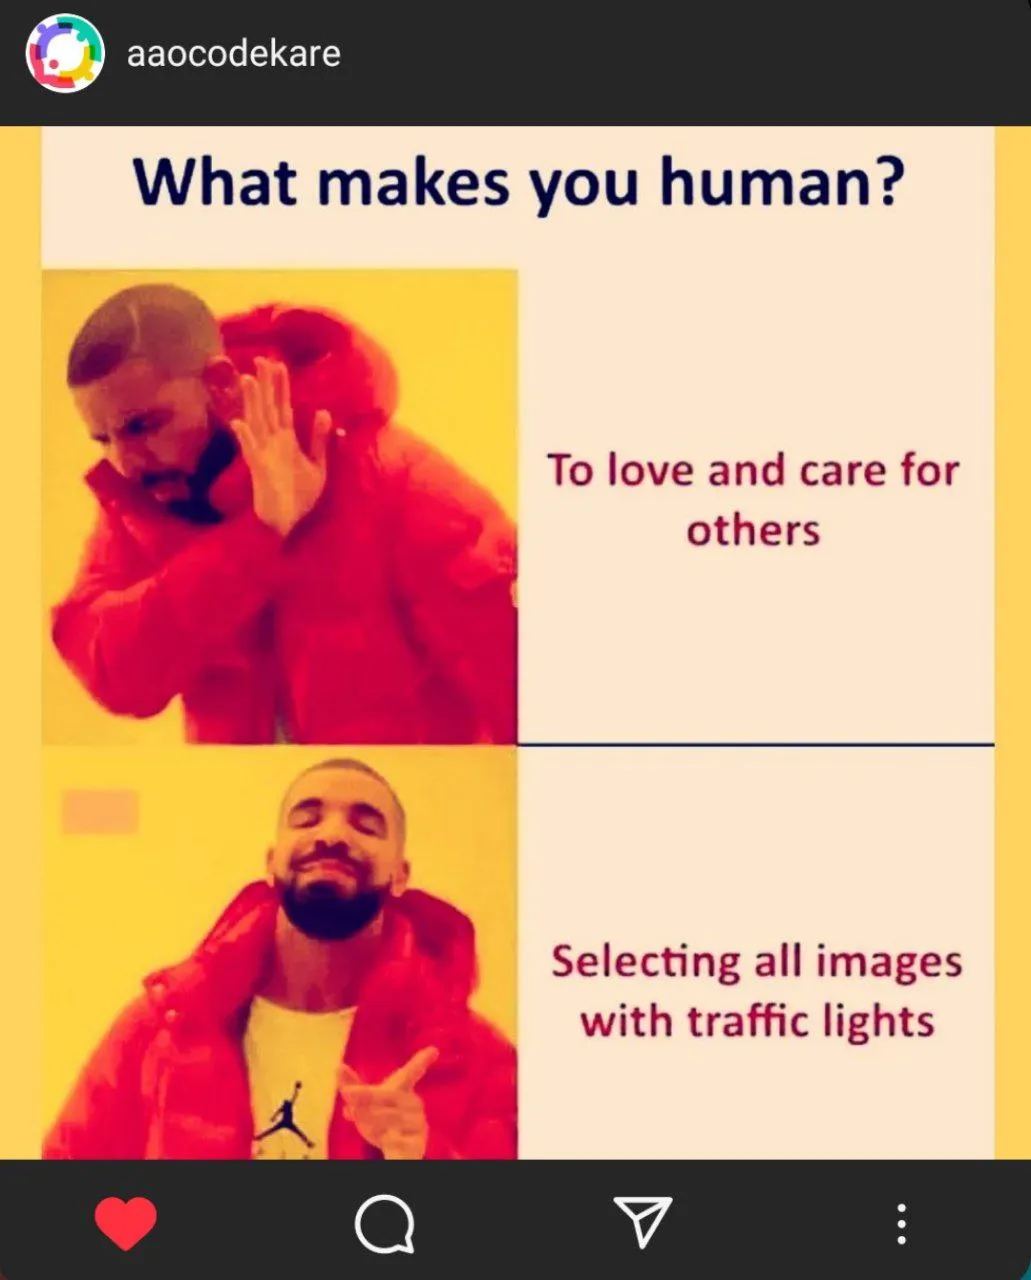 aaocodekare
What makes you human?
To love and care for
others
Selecting all images
with traffic lights